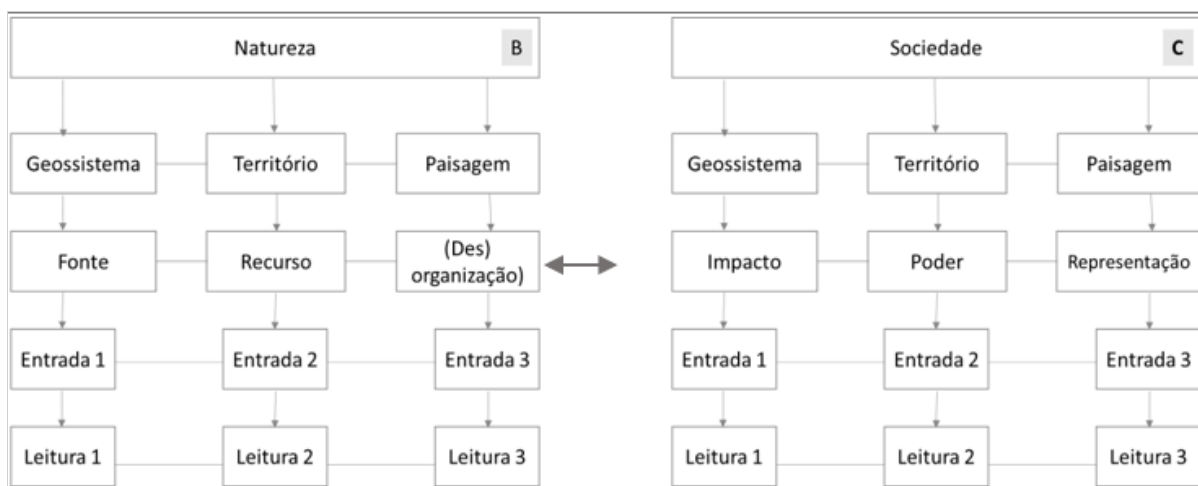 Natureza B
Sociedade C
Geossistema Território Paisagem
Geossistema Território Paisagem
Fonte Recurso (Des)
organização)
Impacto Poder Representação
Entrada 1 Entrada 2 Entrada 3
Entrada 1 Entrada 2 Entrada 3
Leitura 1 Leitura 2 Leitura 3
Leitura 1 Leitura 2 Leitura 3